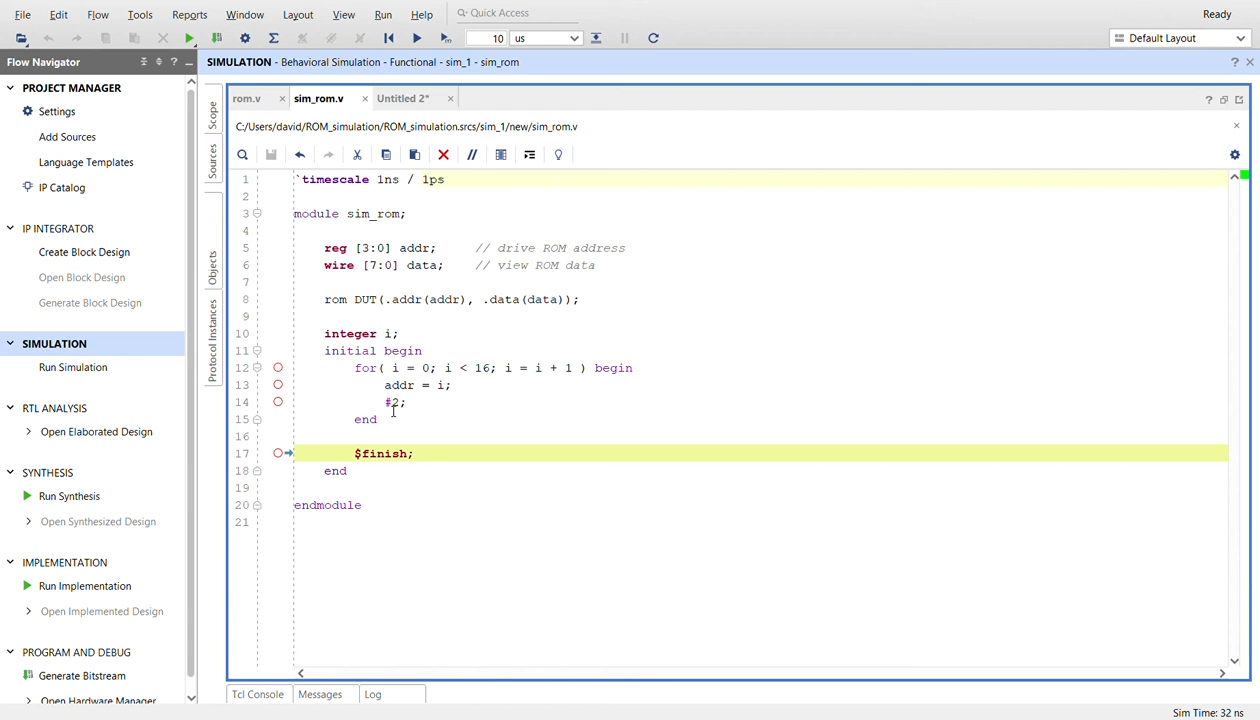 File Edit Flow Tools Reports Window Layout View Run Help Quick Access Ready
10 us Default Layout
Flow Navigator
SIMULATION - Behavioral Simulation - Functional - sim_1 - sim_rom
PROJECT MANAGER
Settings
Add Sources
Language Templates
IP Catalog
IP INTEGRATOR
Create Block Design
Open Block Design
Generate Block Design
SIMULATION
Run Simulation
RTL ANALYSIS
Open Elaborated Design
SYNTHESIS
Run Synthesis
Open Synthesized Design
IMPLEMENTATION
Run Implementation
Open Implemented Design
PROGRAM AND DEBUG
Generate Bitstream
Open Hardware Manager
Scope
Sources
Objects
Protocol Instances
rom.v sim_rom.v Untitled 2*
C:/Users/david/ROM_simulation/ROM_simulation.srcs/sim_1/new/sim_rom.v
1 `timescale 1ns / 1ps
2
3 module sim_rom;
4
5 reg [3:0] addr; // drive ROM address
6 wire [7:0] data; // view ROM data
7
8 rom DUT(.addr(addr), .data(data));
9
10 integer i;
11 initial begin
12 for( i = 0; i < 16; i = i + 1 ) begin
13 addr = i;
14 #2;
15 end
16
17 $finish;
18 end
19
20 endmodule
21
Tcl Console Messages Log
Sim Time: 32 ns